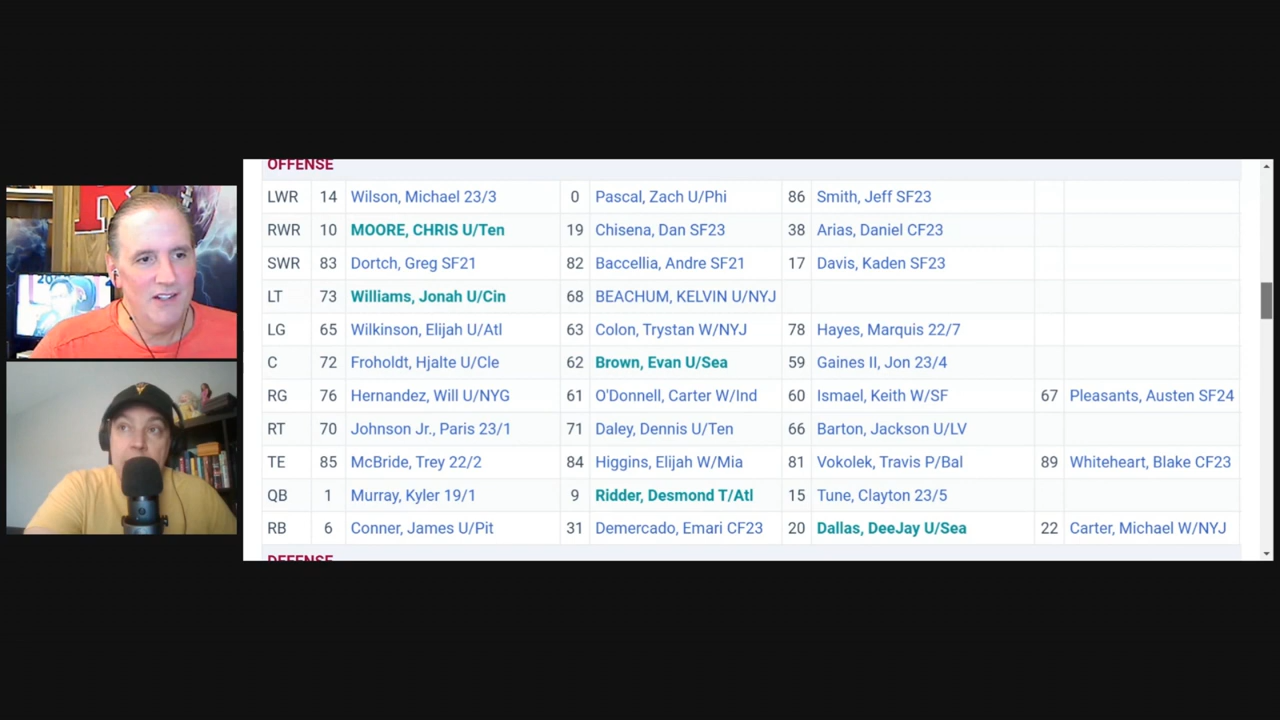 OFFENSE
LWR 14 Wilson, Michael 23/3 0 Pascal, Zach U/Phi 86 Smith, Jeff SF23
RWR 10 MOORE, CHRIS U/Ten 19 Chisena, Dan SF23 38 Arias, Daniel CF23
SWR 83 Dortch, Greg SF21 82 Baccellia, Andre SF21 17 Davis, Kaden SF23
LT 73 Williams, Jonah U/Cin 68 BEACHUM, KELVIN U/NYJ
LG 65 Wilkinson, Elijah U/Atl 63 Colon, Trystan W/NYJ 78 Hayes, Marquis 22/7
C 72 Froholdt, Hjalte U/Cle 62 Brown, Evan U/Sea 59 Gaines II, Jon 23/4
RG 76 Hernandez, Will U/NYG 61 O'Donnell, Carter W/Ind 60 Ismael, Keith W/SF 67 Pleasants, Austen SF24
RT 70 Johnson Jr., Paris 23/1 71 Daley, Dennis U/Ten 66 Barton, Jackson U/LV
TE 85 McBride, Trey 22/2 84 Higgins, Elijah W/Mia 81 Vokolek, Travis P/Bal 89 Whiteheart, Blake CF23
QB 1 Murray, Kyler 19/1 9 Ridder, Desmond T/Atl 15 Tune, Clayton 23/5
RB 6 Conner, James U/Pit 31 Demercado, Emari CF23 20 Dallas, DeeJay U/Sea 22 Carter, Michael W/NYJ
DEFENSE
R